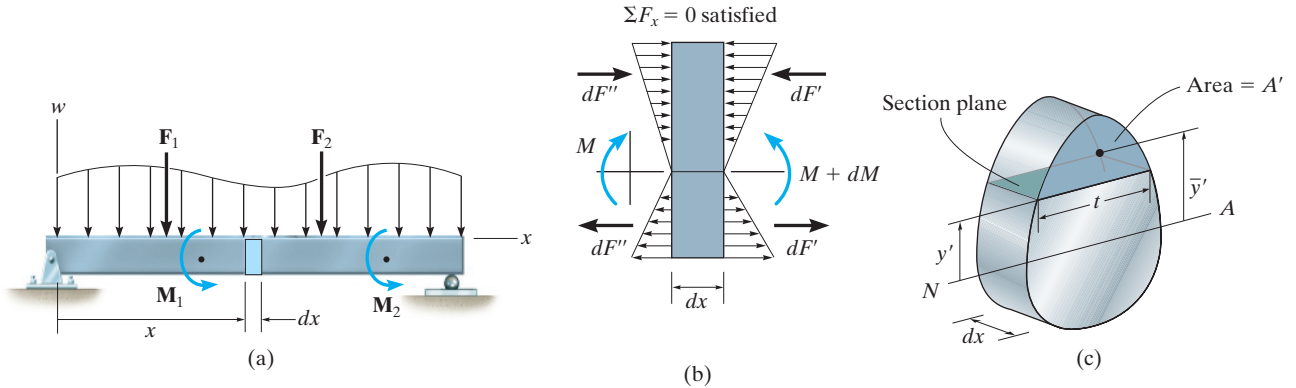 w
F₁
F₂
x
M₁
M₂
x
dx
(a)
ΣFₓ = 0 satisfied
dF″
dF′
M
M + dM
dF″
dF′
dx
(b)
Section plane
Area = A′
t
y̅′
A
y′
N
dx
(c)